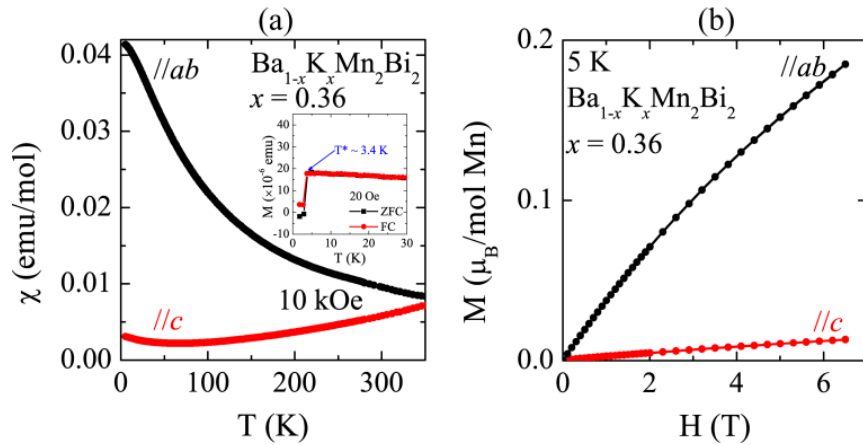 (a)
0.04
0.03
0.02
0.01
0.00
χ (emu/mol)
//ab
Ba₁₋ₓKₓMn₂Bi₂
x = 0.36
40
30
20
10
0
-10
M (×10⁻⁶ emu)
T* ~ 3.4 K
20 Oe
ZFC
FC
0 10 20 30
T (K)
10 kOe
//c
0 100 200 300
T (K)
(b)
0.2
0.1
0.0
M (μ_B/mol Mn)
5 K
//ab
Ba₁₋ₓKₓMn₂Bi₂
x = 0.36
//c
0 2 4 6
H (T)